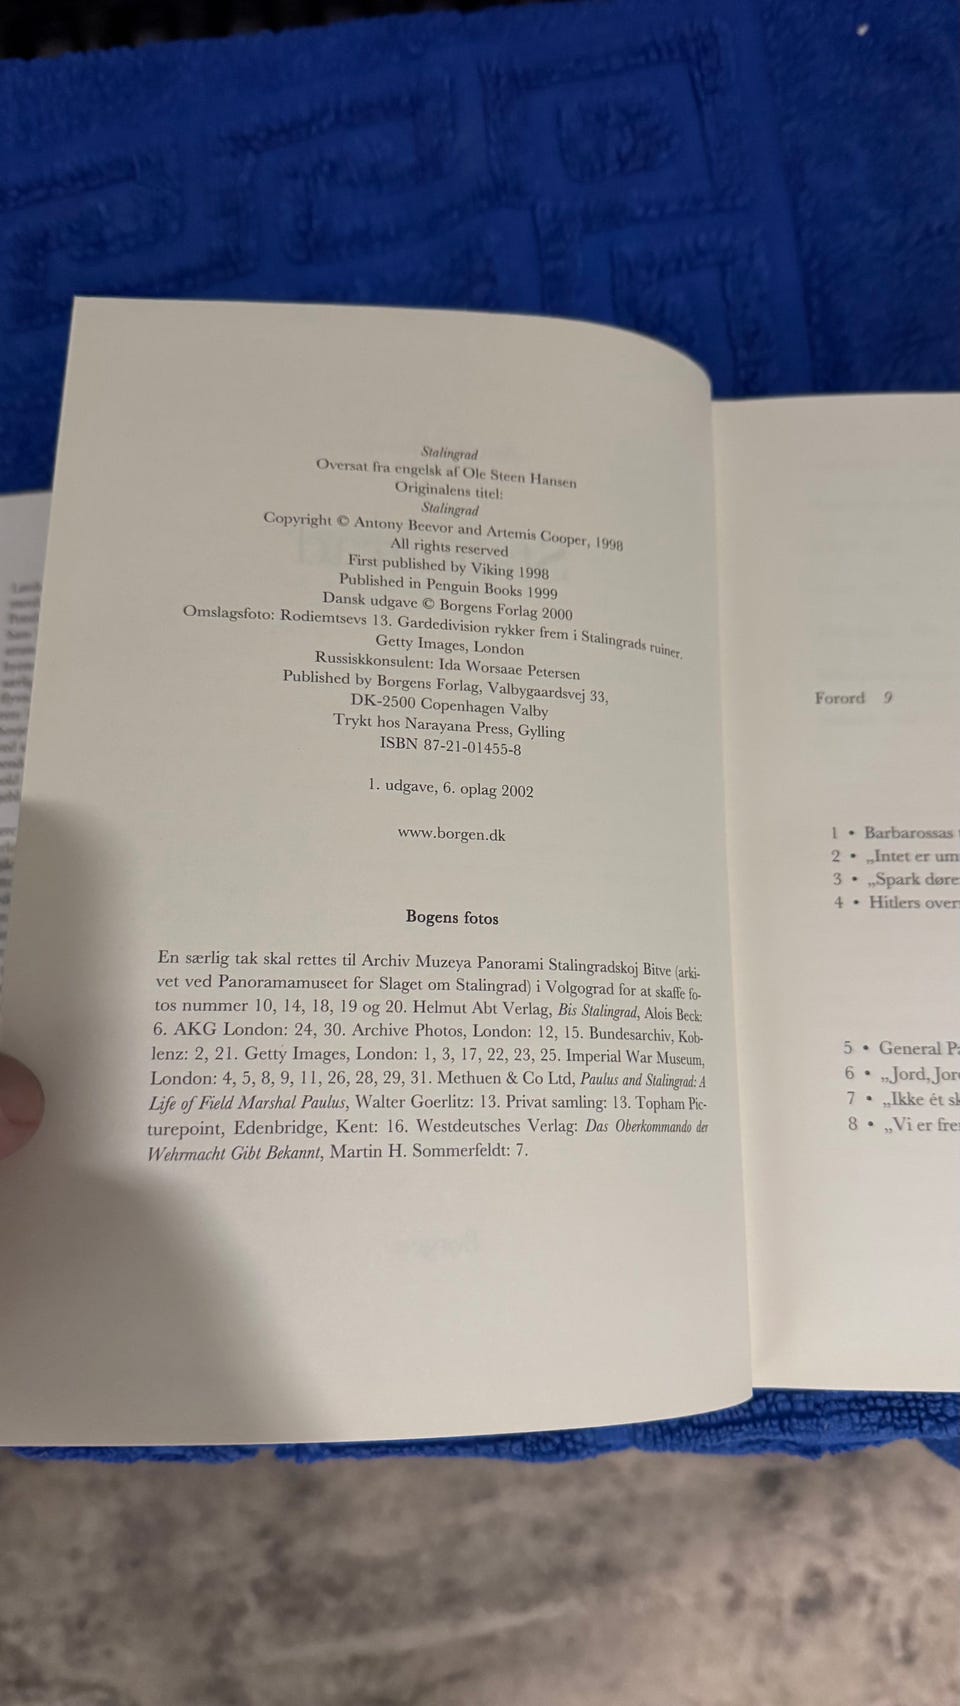 Stalingrad
Oversat fra engelsk af Ole Steen Hansen
Originalens titel:
Stalingrad
Copyright © Antony Beevor and Artemis Cooper, 1998
All rights reserved
First published by Viking 1998
Published in Penguin Books 1999
Dansk udgave © Borgens Forlag 2000
Omslagsfoto: Rodiemtsevs 13. Gardedivision rykker frem i Stalingrads ruiner.
Getty Images, London
Russiskkonsulent: Ida Worsaae Petersen
Published by Borgens Forlag, Valbygaardsvej 33,
DK-2500 Copenhagen Valby
Trykt hos Narayana Press, Gylling
ISBN 87-21-01455-8
1. udgave, 6. oplag 2002
www.borgen.dk
Bogens fotos
En særlig tak skal rettes til Archiv Muzeya Panorami Stalingradskoj Bitve (arki-
vet ved Panoramamuseet for Slaget om Stalingrad) i Volgograd for at skaffe fo-
tos nummer 10, 14, 18, 19 og 20. Helmut Abt Verlag, Bis Stalingrad, Alois Beck:
6. AKG London: 24, 30. Archive Photos, London: 12, 15. Bundesarchiv, Kob-
lenz: 2, 21. Getty Images, London: 1, 3, 17, 22, 23, 25. Imperial War Museum,
London: 4, 5, 8, 9, 11, 26, 28, 29, 31. Methuen & Co Ltd, Paulus and Stalingrad: A
Life of Field Marshal Paulus, Walter Goerlitz: 13. Privat samling: 13. Topham Pic-
turepoint, Edenbridge, Kent: 16. Westdeutsches Verlag: Das Oberkommando der
Wehrmacht Gibt Bekannt, Martin H. Sommerfeldt: 7.
Forord 9
1 • Barbarossas
2 • „Intet er um
3 • „Spark døre
4 • Hitlers over
5 • General Pa
6 • „Jord, Jor
7 • „Ikke ét sk
8 • „Vi er fre